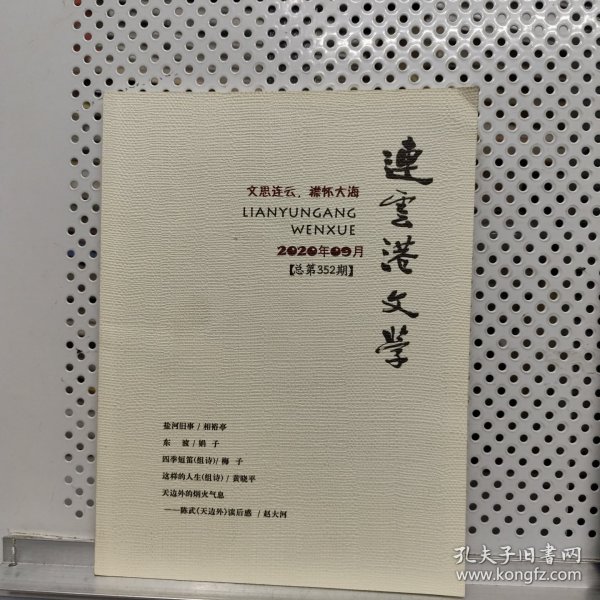 連雲港文學
文思连云，襟怀大海
LIANYUNGANG
WENXUE
2020年09月
【总第352期】
盐河旧事 / 相裕亭
东 坡 / 娟 子
四季短笛(组诗) / 梅 子
这样的人生(组诗) / 黄晓平
天边外的烟火气息
——陈武《天边外》读后感 / 赵大河
孔夫子旧书网
www.kongfz.com